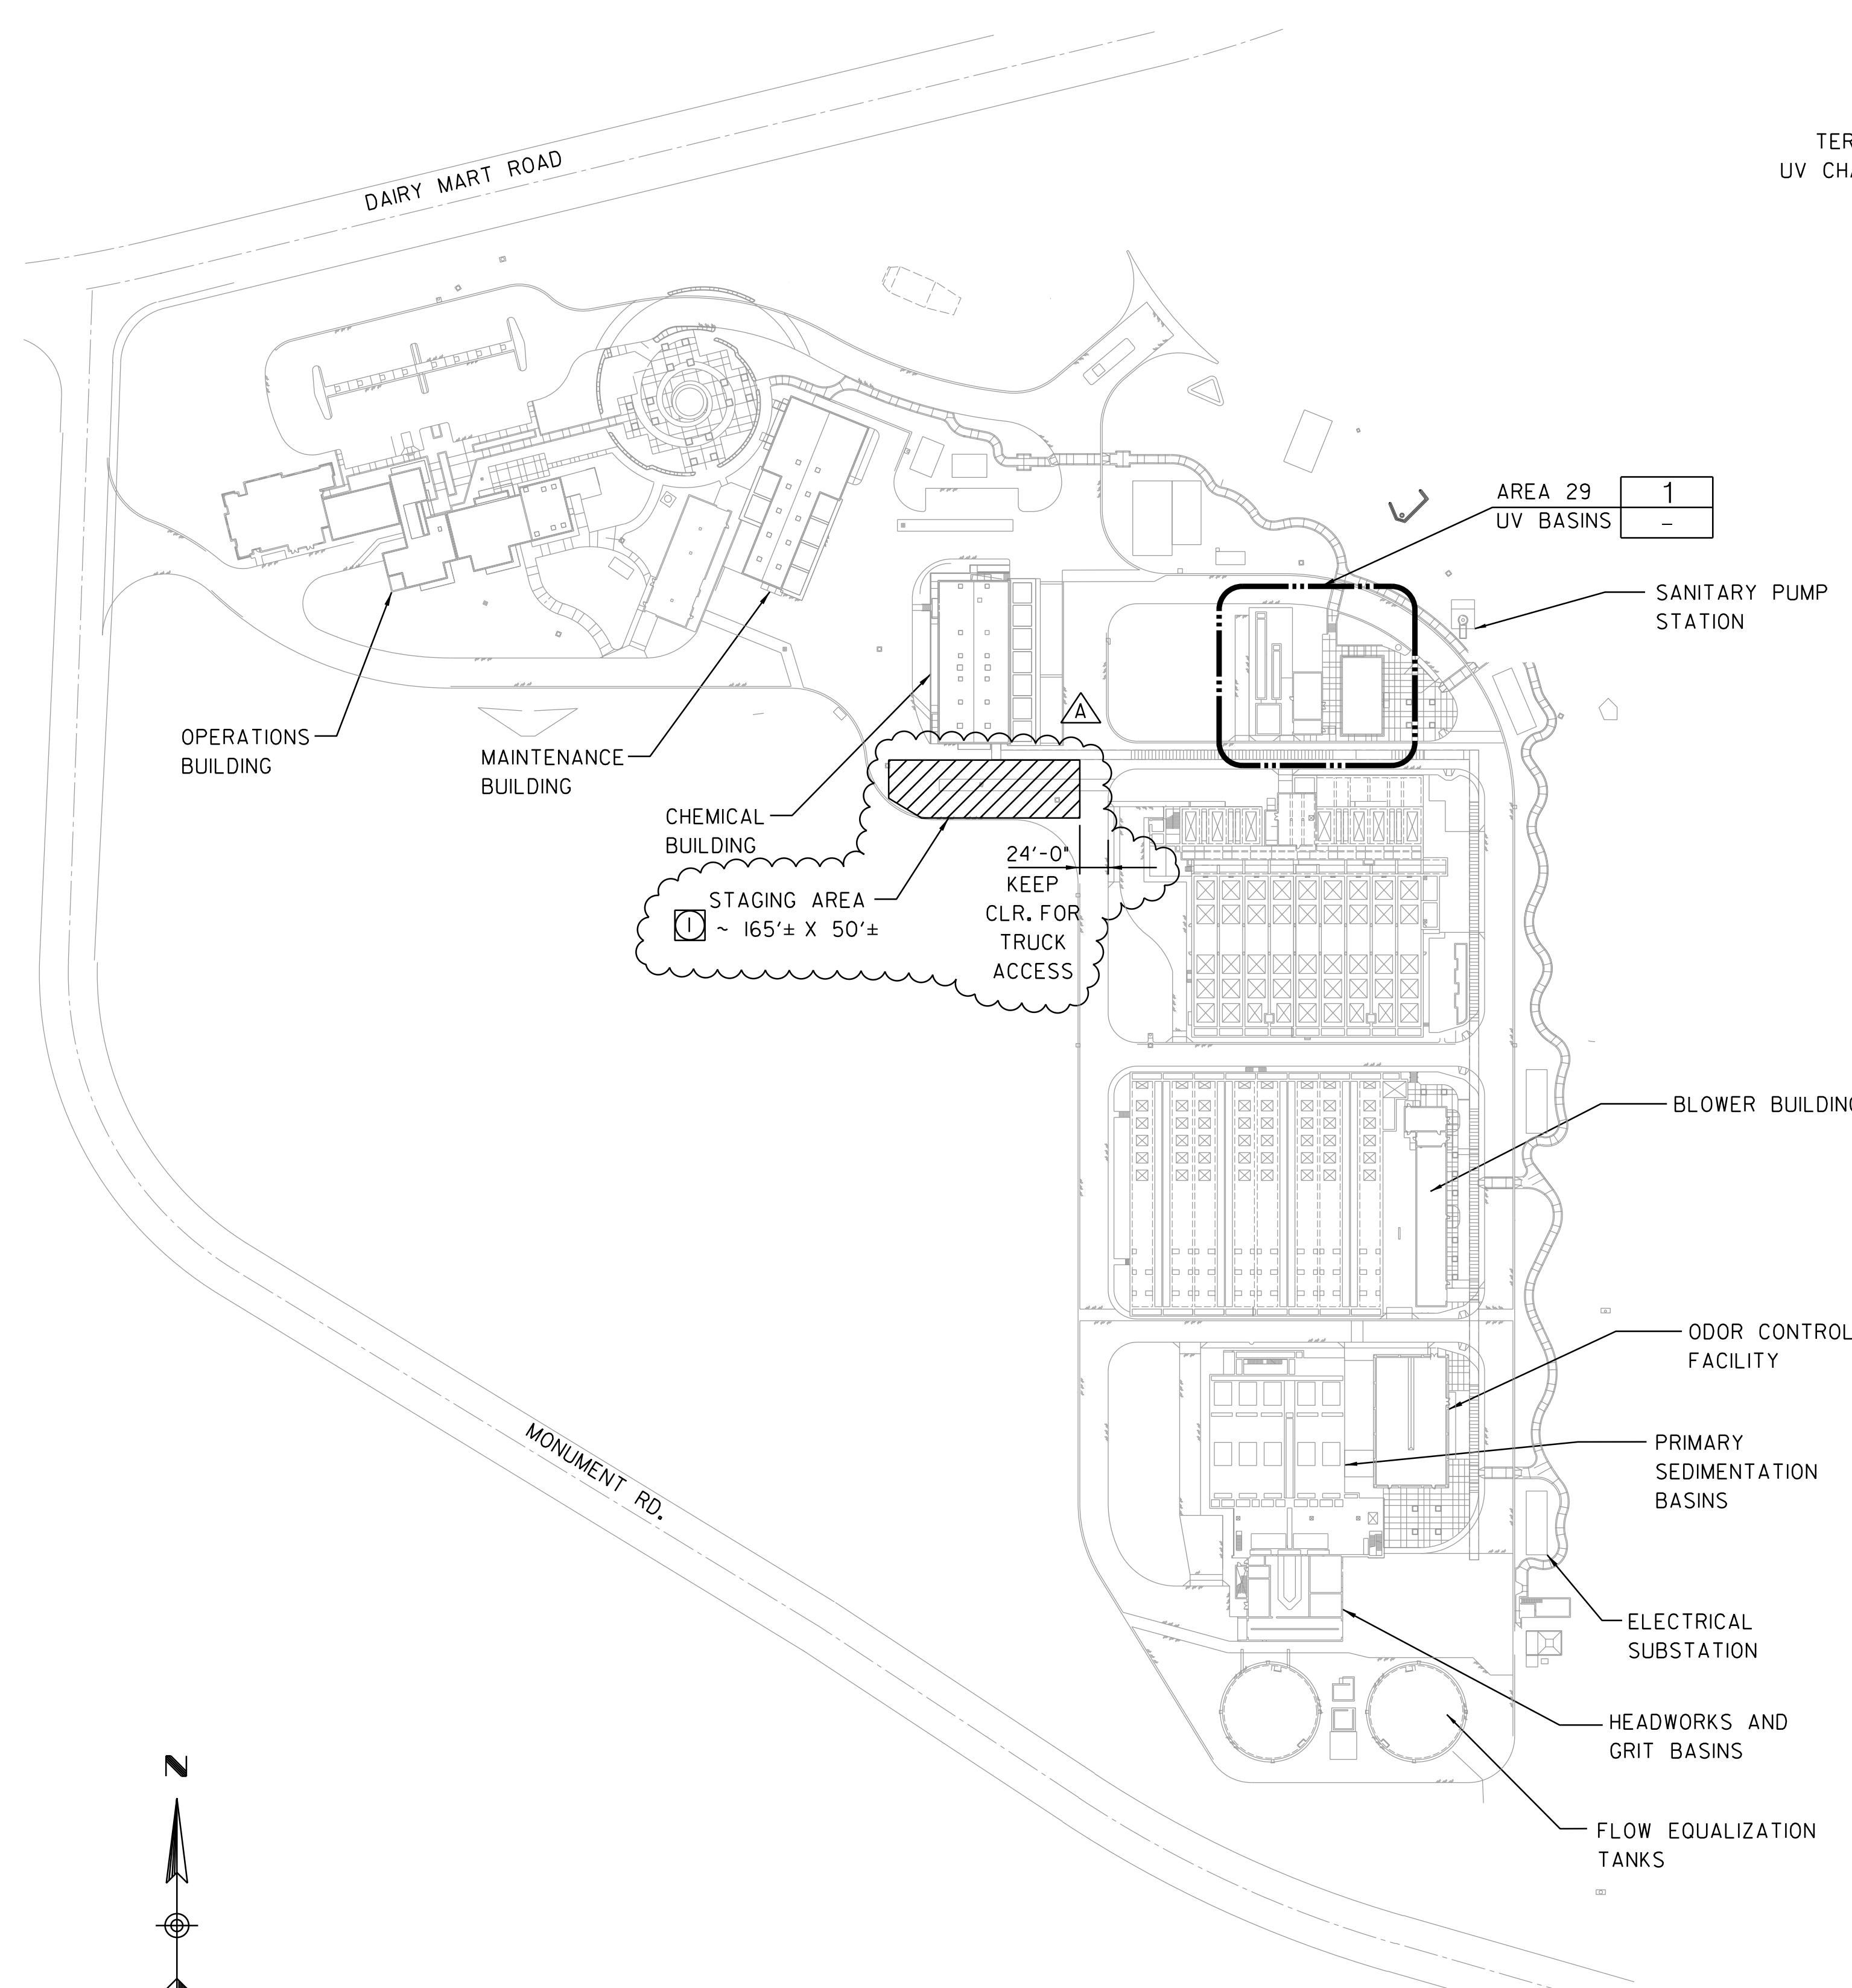 TER
UV CHA
DAIRY MART ROAD
AREA 29
UV BASINS
1
-
SANITARY PUMP
STATION
A
OPERATIONS
BUILDING
MAINTENANCE
BUILDING
CHEMICAL
BUILDING
24'-0"
KEEP
CLR. FOR
TRUCK
ACCESS
STAGING AREA
1 ~ 165'± X 50'±
BLOWER BUILDING
ODOR CONTROL
FACILITY
PRIMARY
SEDIMENTATION
BASINS
MONUMENT RD.
ELECTRICAL
SUBSTATION
HEADWORKS AND
GRIT BASINS
FLOW EQUALIZATION
TANKS
N